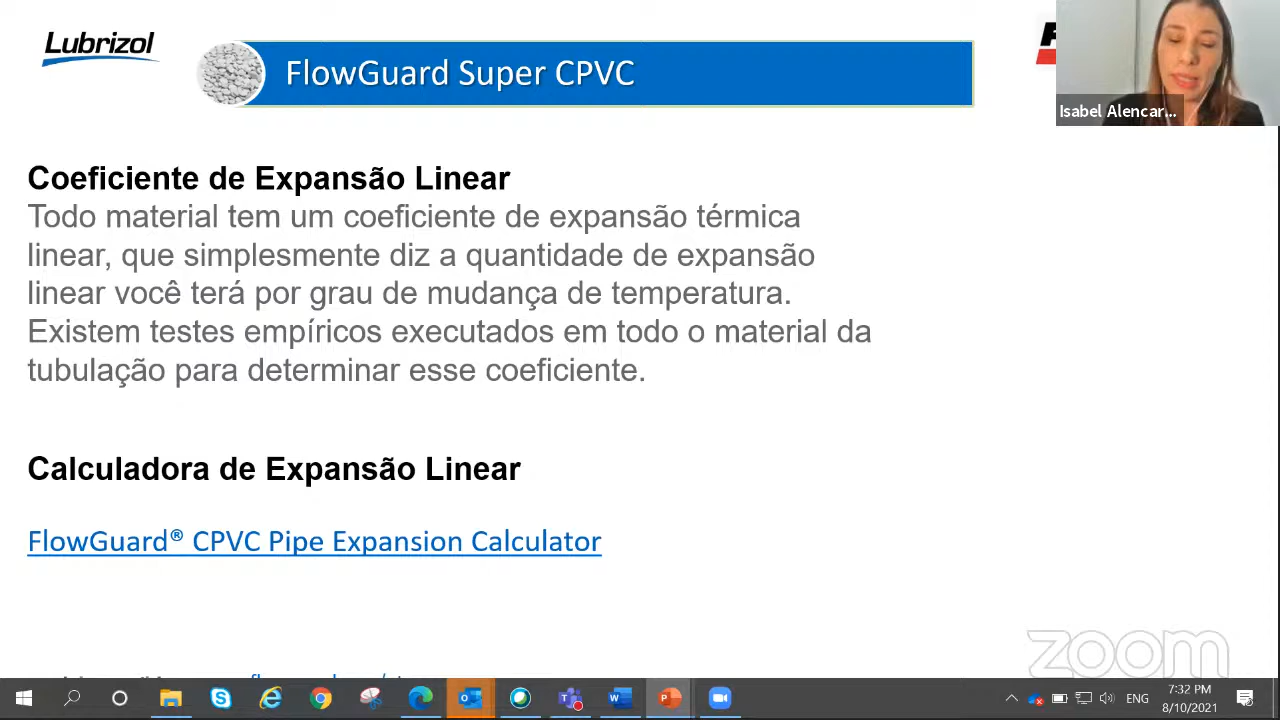 Lubrizol
FlowGuard Super CPVC
Isabel Alencar...
Coeficiente de Expansão Linear
Todo material tem um coeficiente de expansão térmica
linear, que simplesmente diz a quantidade de expansão
linear você terá por grau de mudança de temperatura.
Existem testes empíricos executados em todo o material da
tubulação para determinar esse coeficiente.
Calculadora de Expansão Linear
FlowGuard® CPVC Pipe Expansion Calculator
zoom
ENG
7:32 PM
8/10/2021